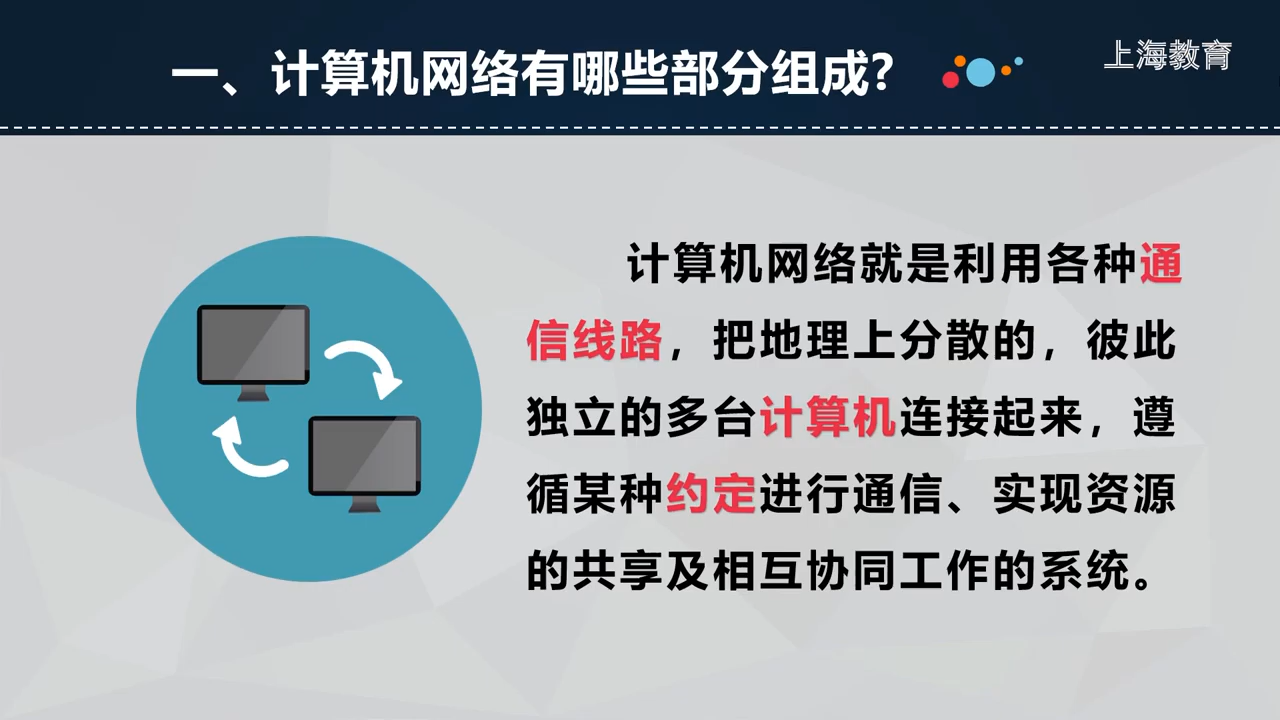 一、计算机网络有哪些部分组成?
上海教育
计算机网络就是利用各种通
信线路，把地理上分散的，彼此
独立的多台计算机连接起来，遵
循某种约定进行通信、实现资源
的共享及相互协同工作的系统。